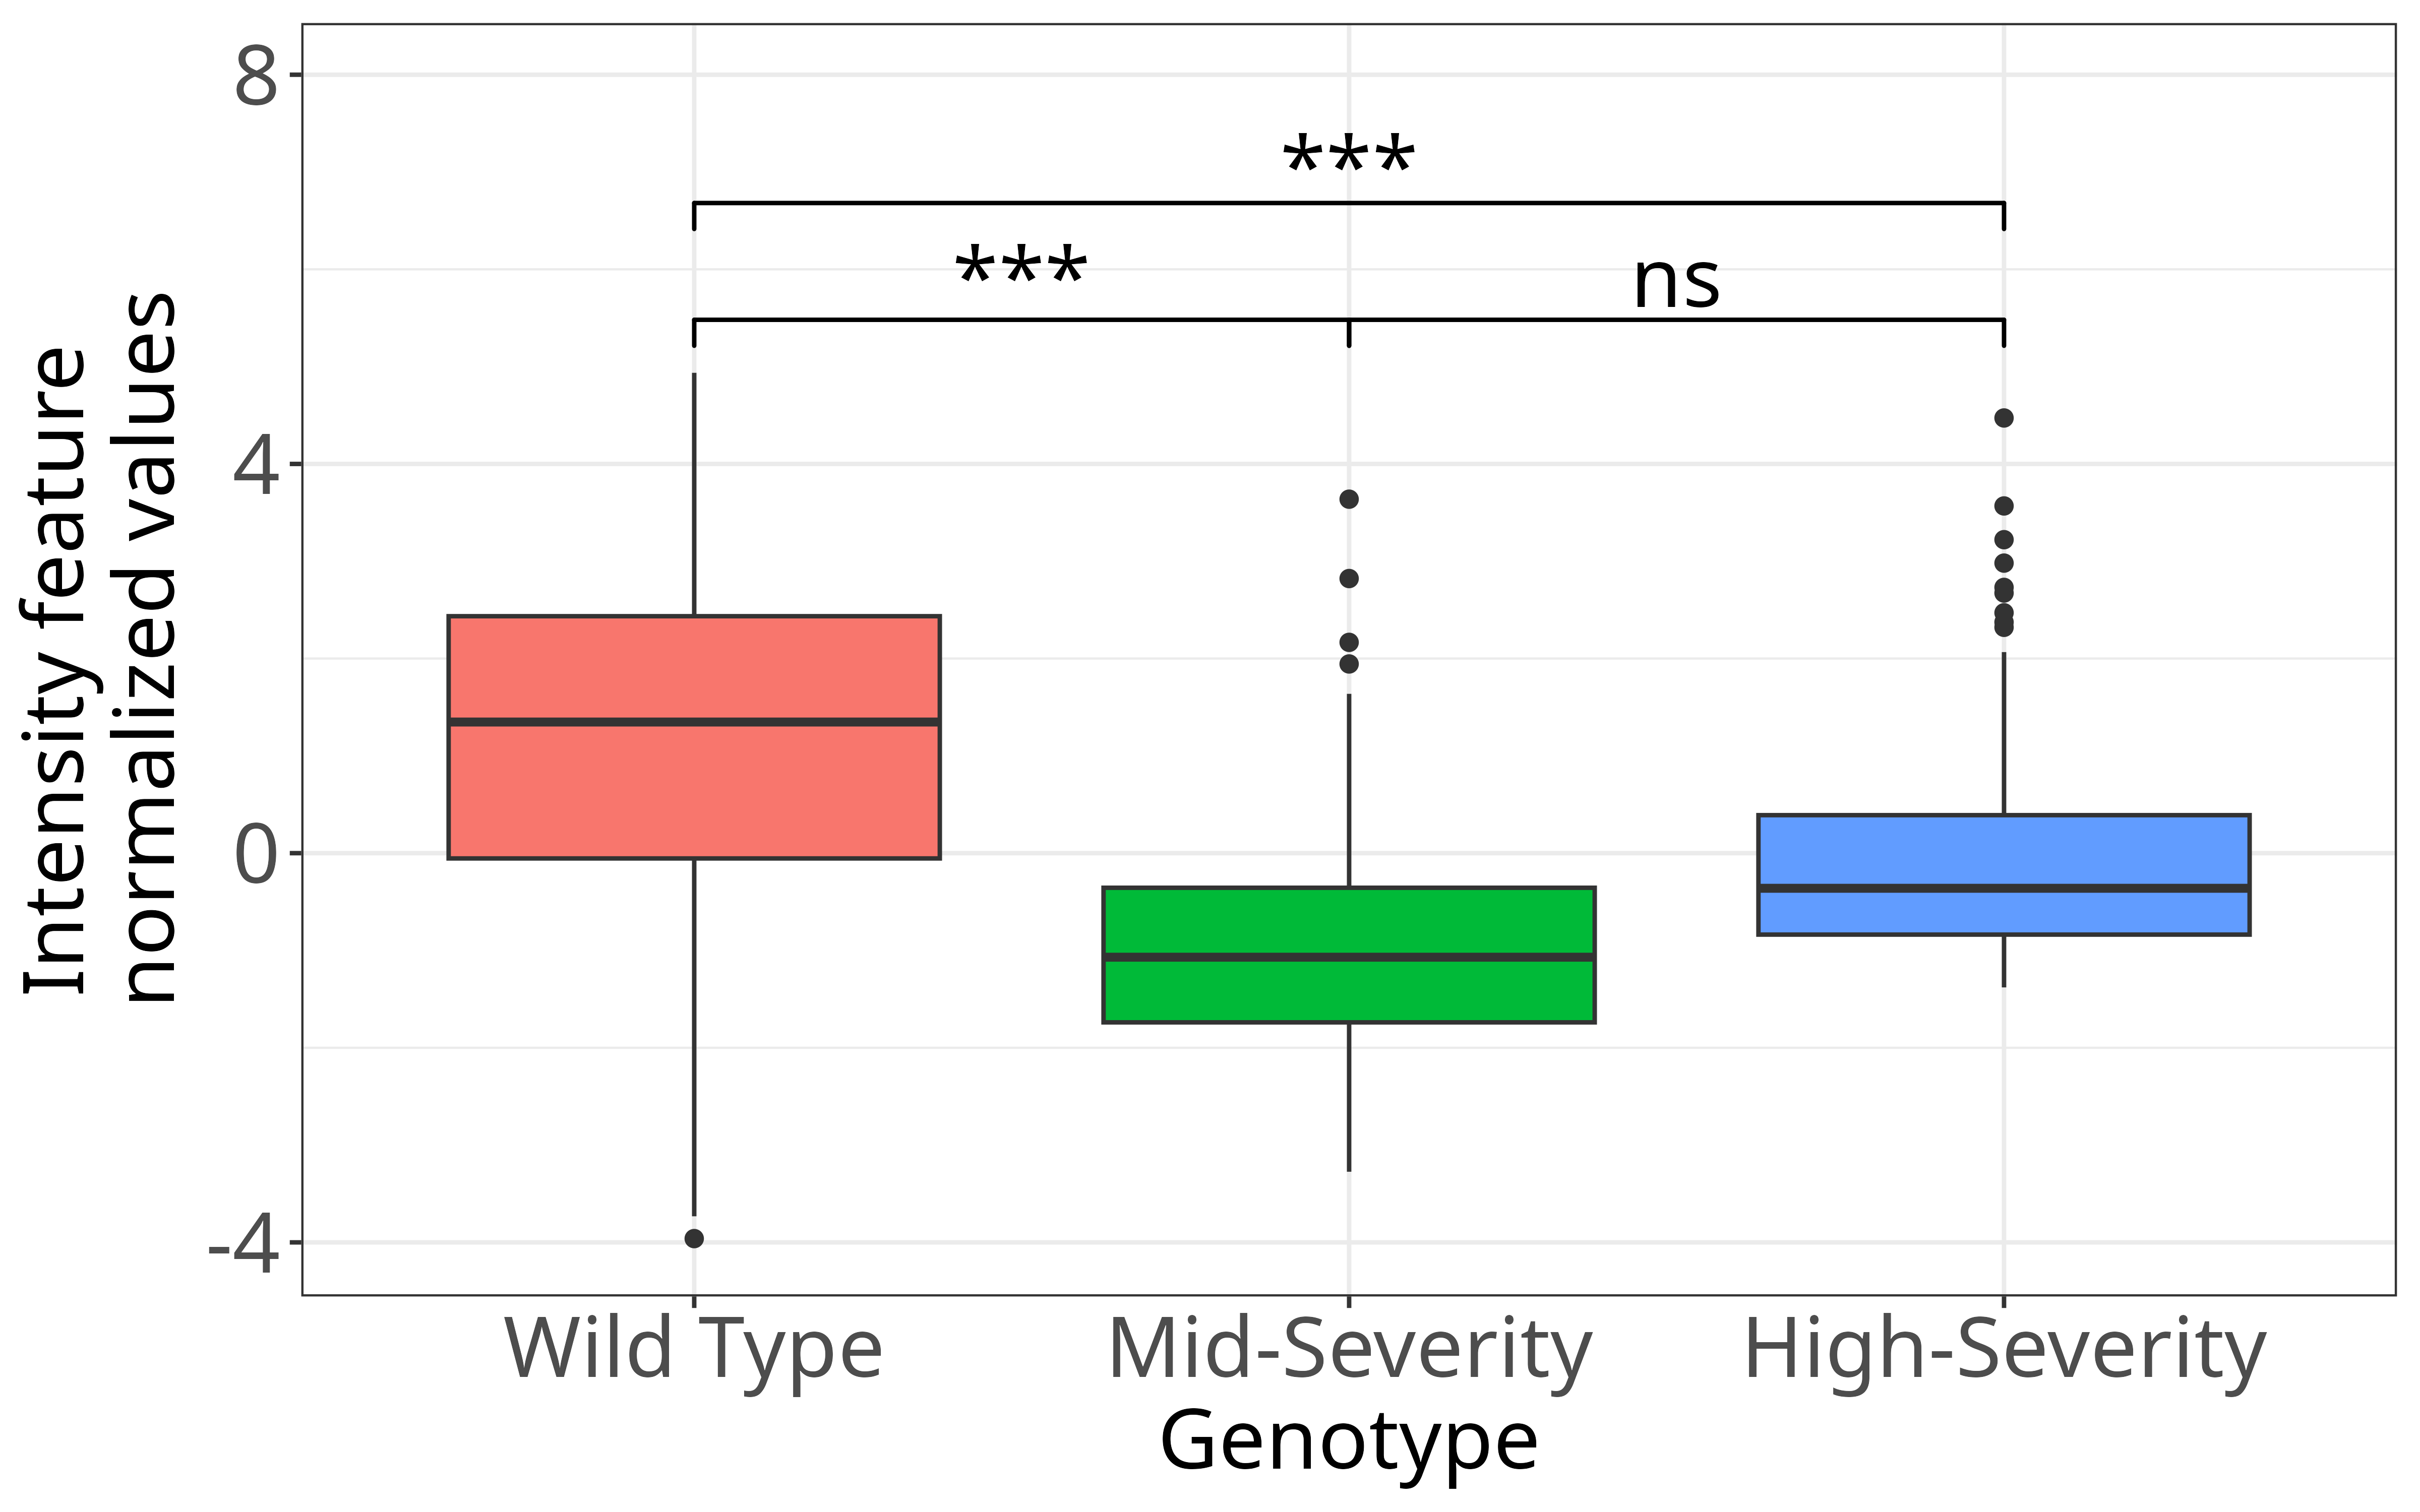 Intensity feature
normalized values
8
4
0
-4
***
***
ns
Wild Type
Mid-Severity
High-Severity
Genotype